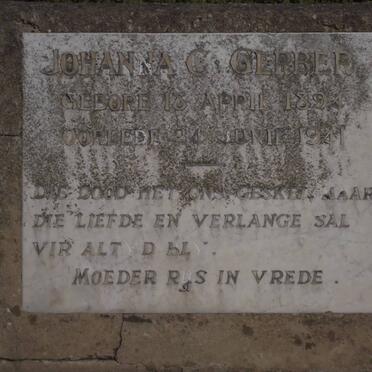 JOHANNA C. GERBER
GEBORE 18 APRIL
OORLEDE JUNIE
DIE DOOD HET ONS GESKEI MAAR
DIE LIEFDE EN VERLANGE SAL
VIR ALTYD BLY.
MOEDER RUS IN VREDE.